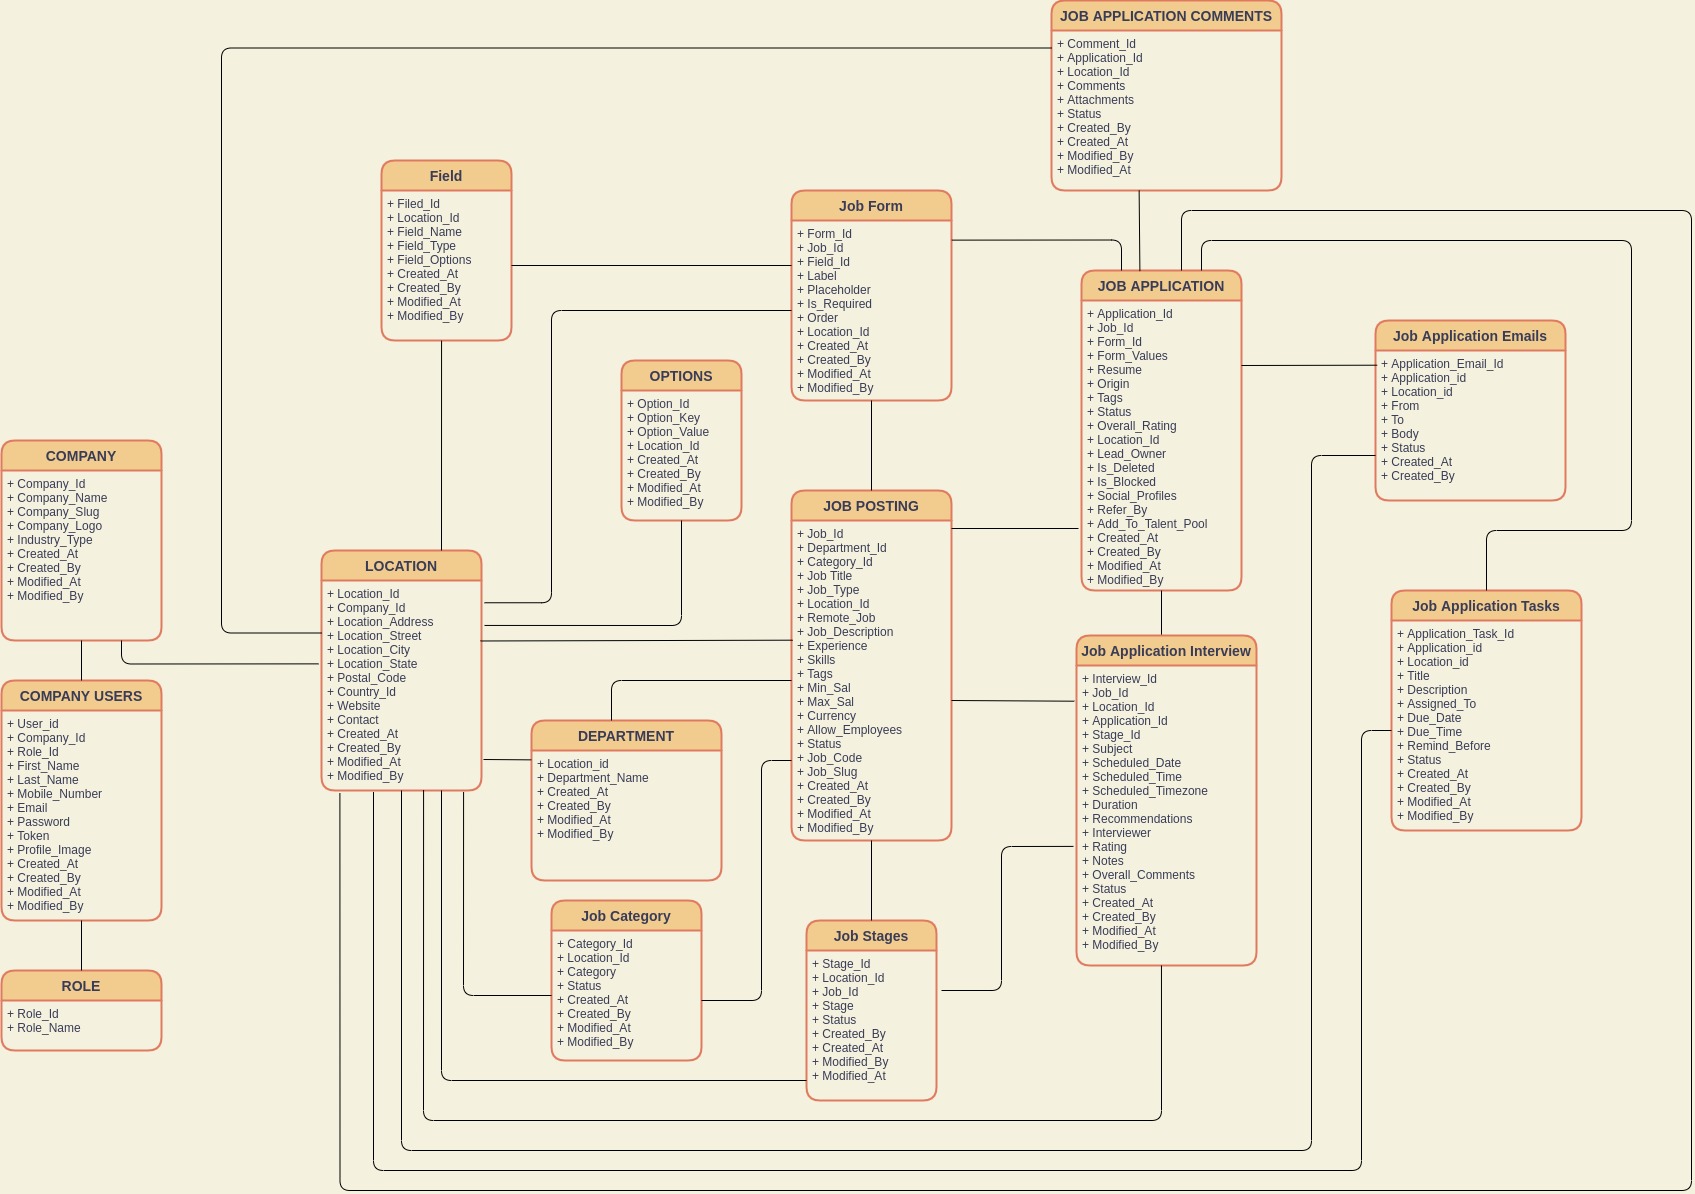 JOB APPLICATION COMMENTS
+ Comment_Id
+ Application_Id
+ Location_Id
+ Comments
+ Attachments
+ Status
+ Created_By
+ Created_At
+ Modified_By
+ Modified_At
Field
+ Filed_Id
+ Location_Id
+ Field_Name
+ Field_Type
+ Field_Options
+ Created_At
+ Created_By
+ Modified_At
+ Modified_By
Job Form
+ Form_Id
+ Job_Id
+ Field_Id
+ Label
+ Placeholder
+ Is_Required
+ Order
+ Location_Id
+ Created_At
+ Created_By
+ Modified_At
+ Modified_By
JOB APPLICATION
+ Application_Id
+ Job_Id
+ Form_Id
+ Form_Values
+ Resume
+ Origin
+ Tags
+ Status
+ Overall_Rating
+ Location_Id
+ Lead_Owner
+ Is_Deleted
+ Is_Blocked
+ Social_Profiles
+ Refer_By
+ Add_To_Talent_Pool
+ Created_At
+ Created_By
+ Modified_At
+ Modified_By
Job Application Emails
+ Application_Email_Id
+ Application_id
+ Location_id
+ From
+ To
+ Body
+ Status
+ Created_At
+ Created_By
OPTIONS
+ Option_Id
+ Option_Key
+ Option_Value
+ Location_Id
+ Created_At
+ Created_By
+ Modified_At
+ Modified_By
COMPANY
+ Company_Id
+ Company_Name
+ Company_Slug
+ Company_Logo
+ Industry_Type
+ Created_At
+ Created_By
+ Modified_At
+ Modified_By
JOB POSTING
+ Job_Id
+ Department_Id
+ Category_Id
+ Job Title
+ Job_Type
+ Location_Id
+ Remote_Job
+ Job_Description
+ Experience
+ Skills
+ Tags
+ Min_Sal
+ Max_Sal
+ Currency
+ Allow_Employees
+ Status
+ Job_Code
+ Job_Slug
+ Created_At
+ Created_By
+ Modified_At
+ Modified_By
LOCATION
+ Location_Id
+ Company_Id
+ Location_Address
+ Location_Street
+ Location_City
+ Location_State
+ Postal_Code
+ Country_Id
+ Website
+ Contact
+ Created_At
+ Created_By
+ Modified_At
+ Modified_By
Job Application Tasks
+ Application_Task_Id
+ Application_id
+ Location_id
+ Title
+ Description
+ Assigned_To
+ Due_Date
+ Due_Time
+ Remind_Before
+ Status
+ Created_At
+ Created_By
+ Modified_At
+ Modified_By
Job Application Interview
+ Interview_Id
+ Job_Id
+ Location_Id
+ Application_Id
+ Stage_Id
+ Subject
+ Scheduled_Date
+ Scheduled_Time
+ Scheduled_Timezone
+ Duration
+ Recommendations
+ Interviewer
+ Rating
+ Notes
+ Overall_Comments
+ Status
+ Created_At
+ Created_By
+ Modified_At
+ Modified_By
COMPANY USERS
+ User_id
+ Company_Id
+ Role_Id
+ First_Name
+ Last_Name
+ Mobile_Number
+ Email
+ Password
+ Token
+ Profile_Image
+ Created_At
+ Created_By
+ Modified_At
+ Modified_By
DEPARTMENT
+ Location_id
+ Department_Name
+ Created_At
+ Created_By
+ Modified_At
+ Modified_By
Job Category
+ Category_Id
+ Location_Id
+ Category
+ Status
+ Created_At
+ Created_By
+ Modified_At
+ Modified_By
Job Stages
+ Stage_Id
+ Location_Id
+ Job_Id
+ Stage
+ Status
+ Created_By
+ Created_At
+ Modified_By
+ Modified_At
ROLE
+ Role_Id
+ Role_Name